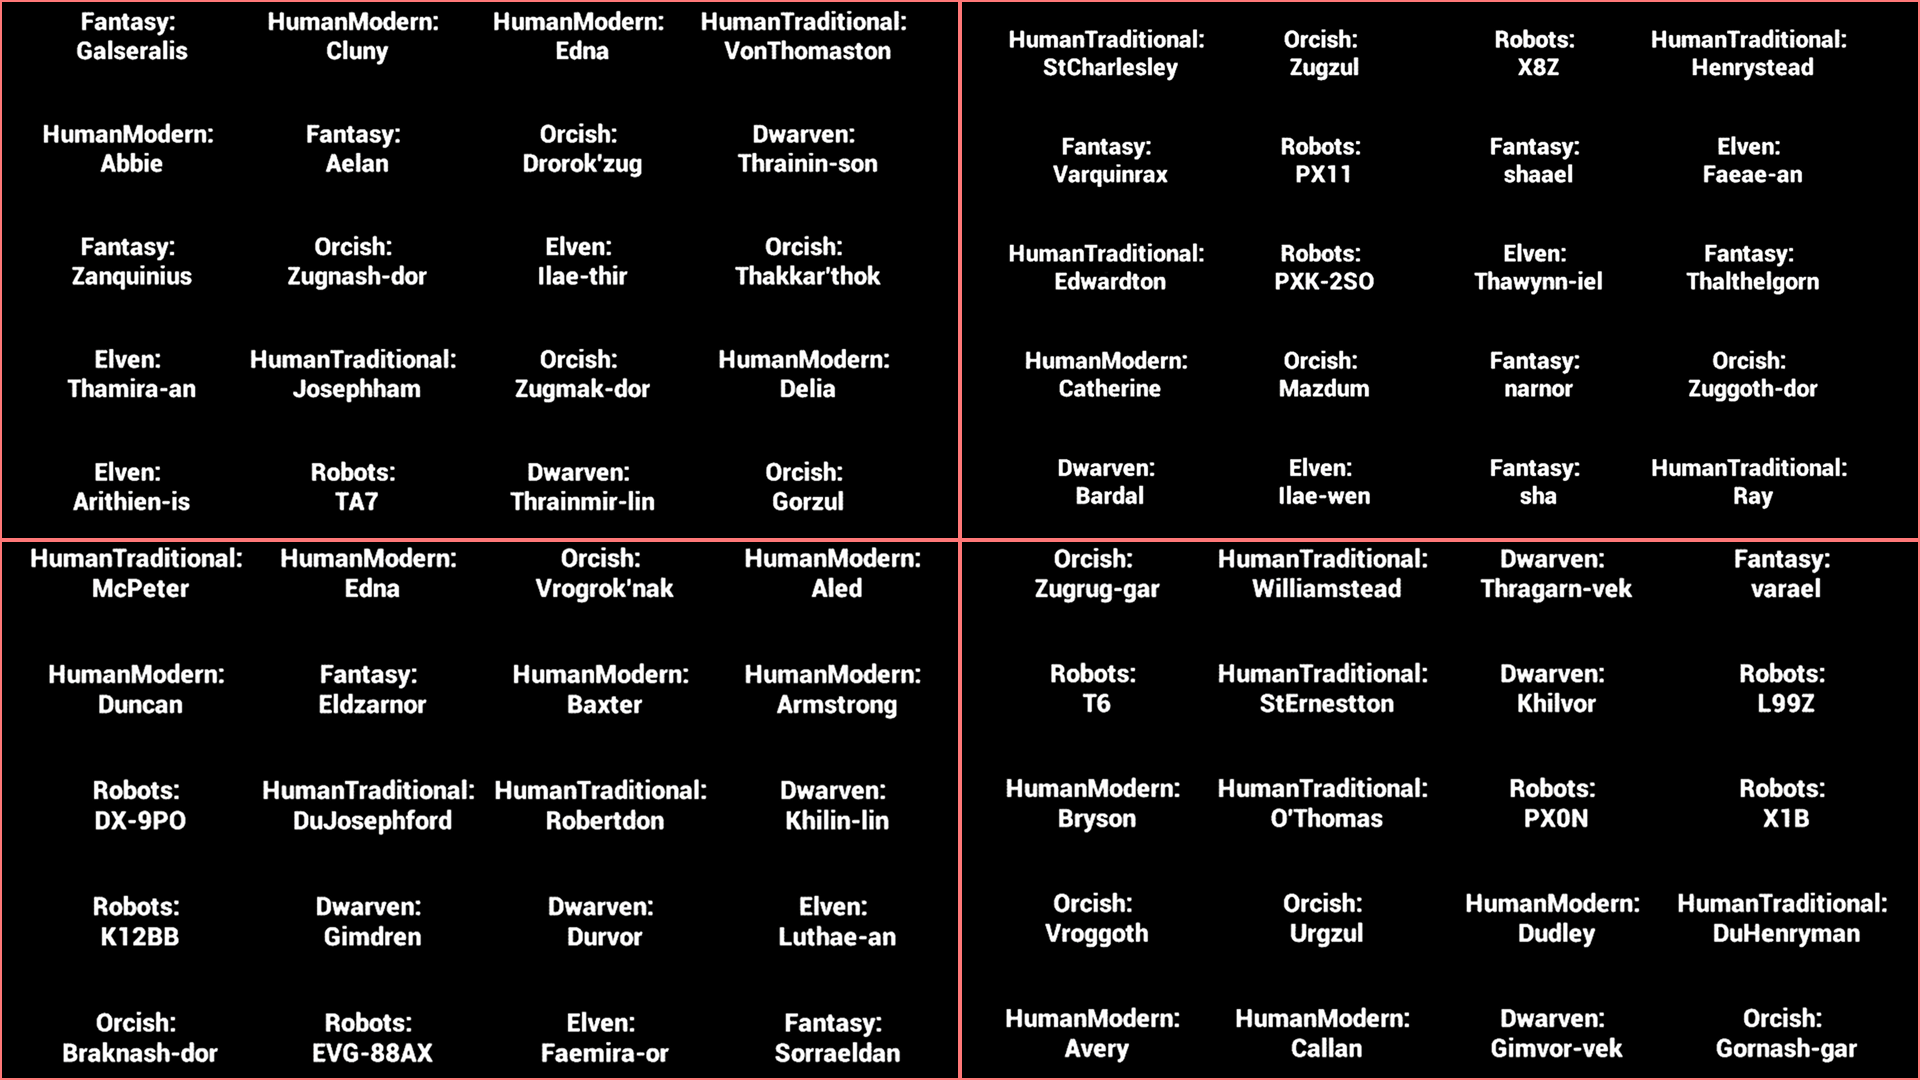 Fantasy:
Galseralis
HumanModern:
Cluny
HumanModern:
Edna
HumanTraditional:
VonThomaston
HumanModern:
Abbie
Fantasy:
Aelan
Orcish:
Drorok'zug
Dwarven:
Thrainin-son
Fantasy:
Zanquinius
Orcish:
Zugnash-dor
Elven:
Ilae-thir
Orcish:
Thakkar'thok
Elven:
Thamira-an
HumanTraditional:
Josephham
Orcish:
Zugmak-dor
HumanModern:
Delia
Elven:
Arithien-is
Robots:
TA7
Dwarven:
Thrainmir-lin
Orcish:
Gorzul
HumanTraditional:
StCharlesley
Orcish:
Zugzul
Robots:
X8Z
HumanTraditional:
Henrystead
Fantasy:
Varquinrax
Robots:
PX11
Fantasy:
shaael
Elven:
Faeae-an
HumanTraditional:
Edwardton
Robots:
PXK-2SO
Elven:
Thawynn-iel
Fantasy:
Thalthelgorn
HumanModern:
Catherine
Orcish:
Mazdum
Fantasy:
narnor
Orcish:
Zuggoth-dor
Dwarven:
Bardal
Elven:
Ilae-wen
Fantasy:
sha
HumanTraditional:
Ray
HumanTraditional:
McPeter
HumanModern:
Edna
Orcish:
Vrogrok'nak
HumanModern:
Aled
HumanModern:
Duncan
Fantasy:
Eldzarnor
HumanModern:
Baxter
HumanModern:
Armstrong
Robots:
DX-9PO
HumanTraditional:
DuJosephford
HumanTraditional:
Robertdon
Dwarven:
Khilin-lin
Robots:
K12BB
Dwarven:
Gimdren
Dwarven:
Durvor
Elven:
Luthae-an
Orcish:
Braknash-dor
Robots:
EVG-88AX
Elven:
Faemira-or
Fantasy:
Sorraeldan
Orcish:
Zugrug-gar
HumanTraditional:
Williamstead
Dwarven:
Thragarn-vek
Fantasy:
varael
Robots:
T6
HumanTraditional:
StErnestton
Dwarven:
Khilvor
Robots:
L99Z
HumanModern:
Bryson
HumanTraditional:
O'Thomas
Robots:
PX0N
Robots:
X1B
Orcish:
Vroggoth
Orcish:
Urgzul
HumanModern:
Dudley
HumanTraditional:
DuHenryman
HumanModern:
Avery
HumanModern:
Callan
Dwarven:
Gimvor-vek
Orcish:
Gornash-gar